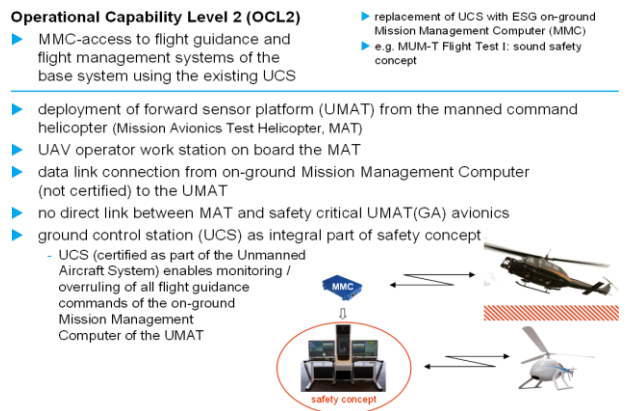 Operational Capability Level 2 (OCL2)
MMC-access to flight guidance and
flight management systems of the
base system using the existing UCS
replacement of UCS with ESG on-ground
Mission Management Computer (MMC)
e.g. MUM-T Flight Test I: sound safety
concept
deployment of forward sensor platform (UMAT) from the manned command
helicopter (Mission Avionics Test Helicopter, MAT)
UAV operator work station on board the MAT
data link connection from on-ground Mission Management Computer
(not certified) to the UMAT
no direct link between MAT and safety critical UMAT(GA) avionics
ground control station (UCS) as integral part of safety concept
- UCS (certified as part of the Unmanned
Aircraft System) enables monitoring /
overruling of all flight guidance
commands of the on-ground
Mission Management
Computer of the UMAT
MMC
safety concept